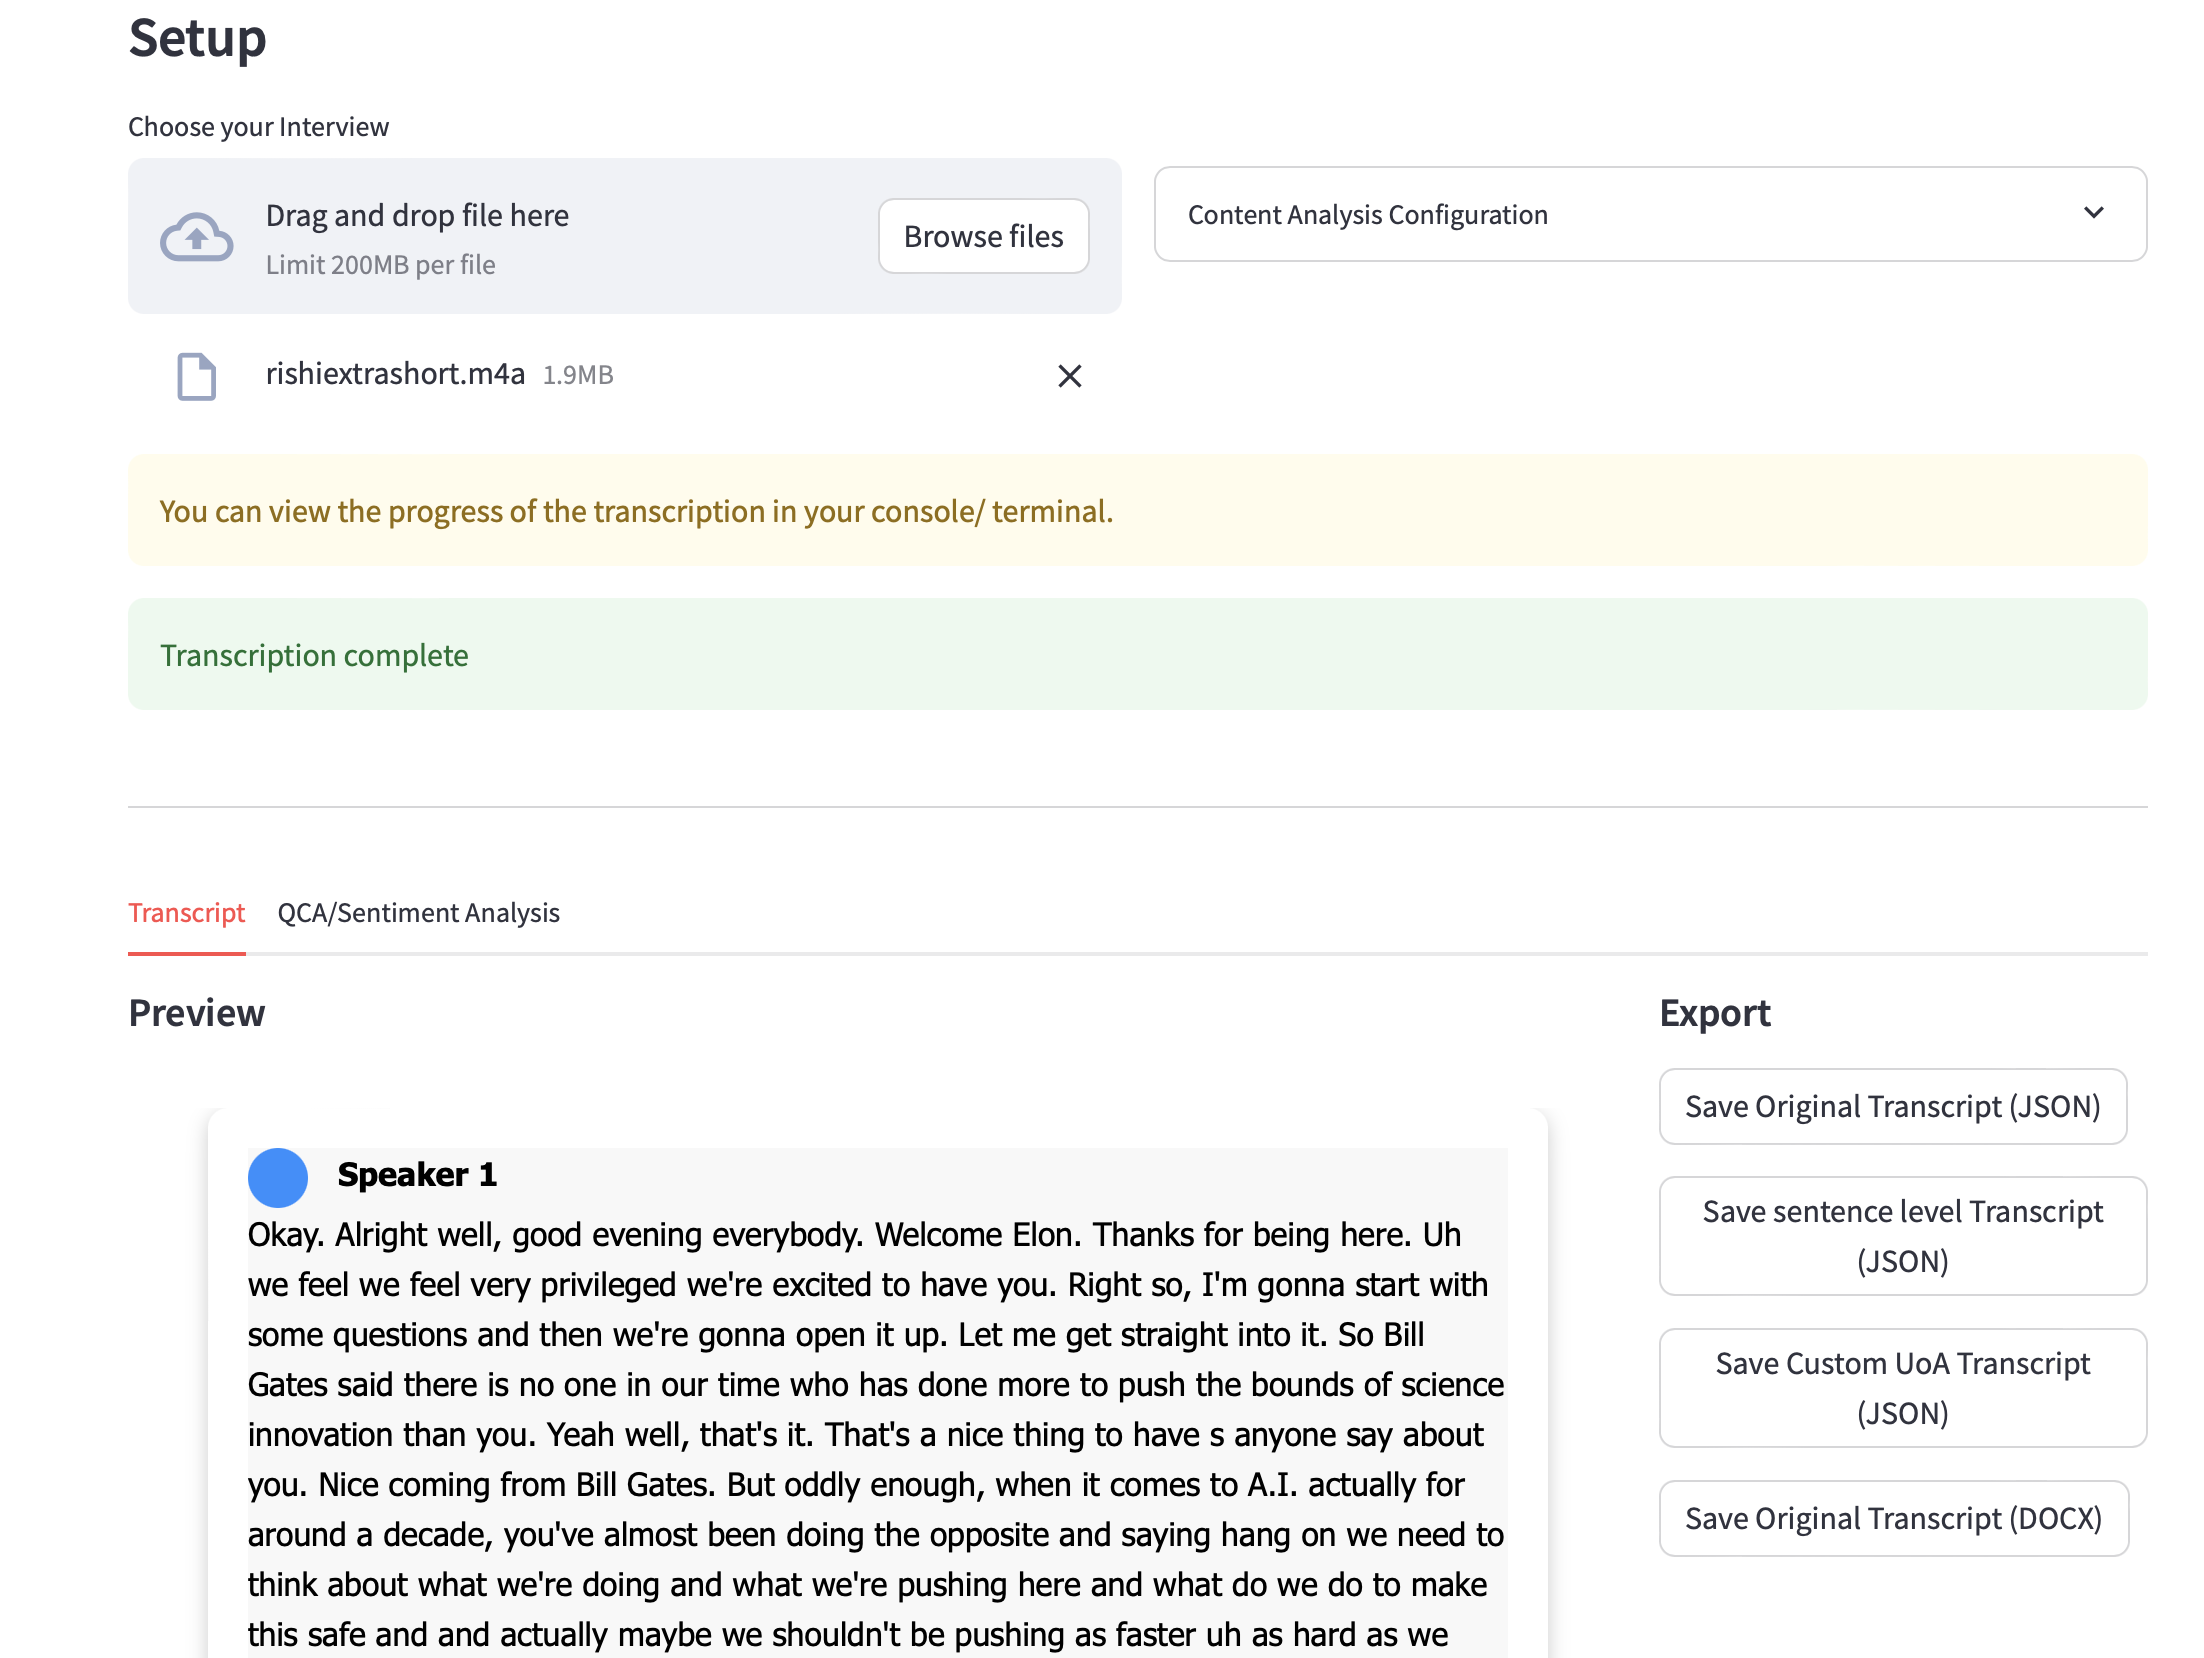 Setup
Choose your Interview
Drag and drop file here
Limit 200MB per file
Browse files
Content Analysis Configuration
rishiextrashort.m4a 1.9MB
You can view the progress of the transcription in your console/ terminal.
Transcription complete
Transcript QCA/Sentiment Analysis
Preview
Speaker 1
Okay. Alright well, good evening everybody. Welcome Elon. Thanks for being here. Uh
we feel we feel very privileged we're excited to have you. Right so, I'm gonna start with
some questions and then we're gonna open it up. Let me get straight into it. So Bill
Gates said there is no one in our time who has done more to push the bounds of science
innovation than you. Yeah well, that's it. That's a nice thing to have s anyone say about
you. Nice coming from Bill Gates. But oddly enough, when it comes to A.I. actually for
around a decade, you've almost been doing the opposite and saying hang on we need to
think about what we're doing and what we're pushing here and what do we do to make
this safe and and actually maybe we shouldn't be pushing as faster uh as hard as we
Export
Save Original Transcript (JSON)
Save sentence level Transcript
(JSON)
Save Custom UoA Transcript
(JSON)
Save Original Transcript (DOCX)